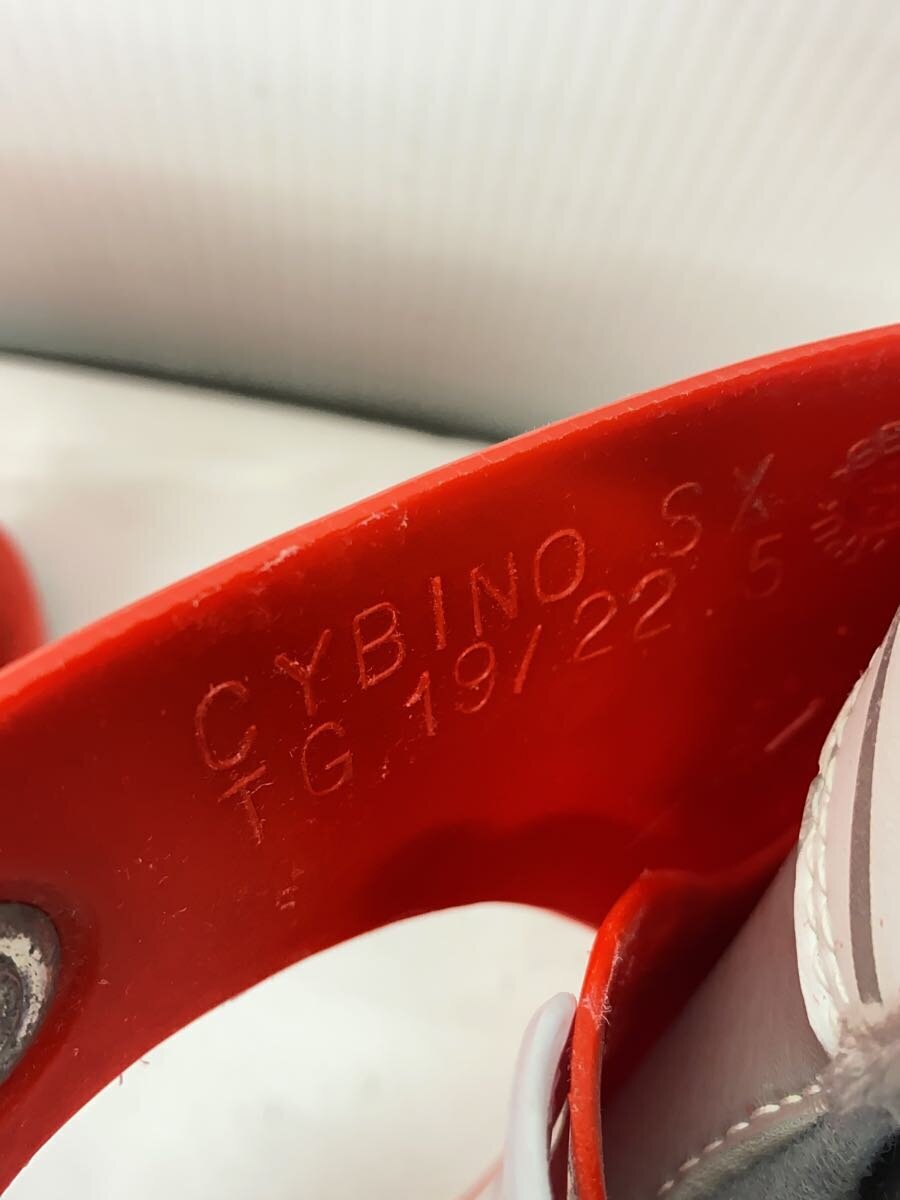 CYBINO SX
TG.19/22.5